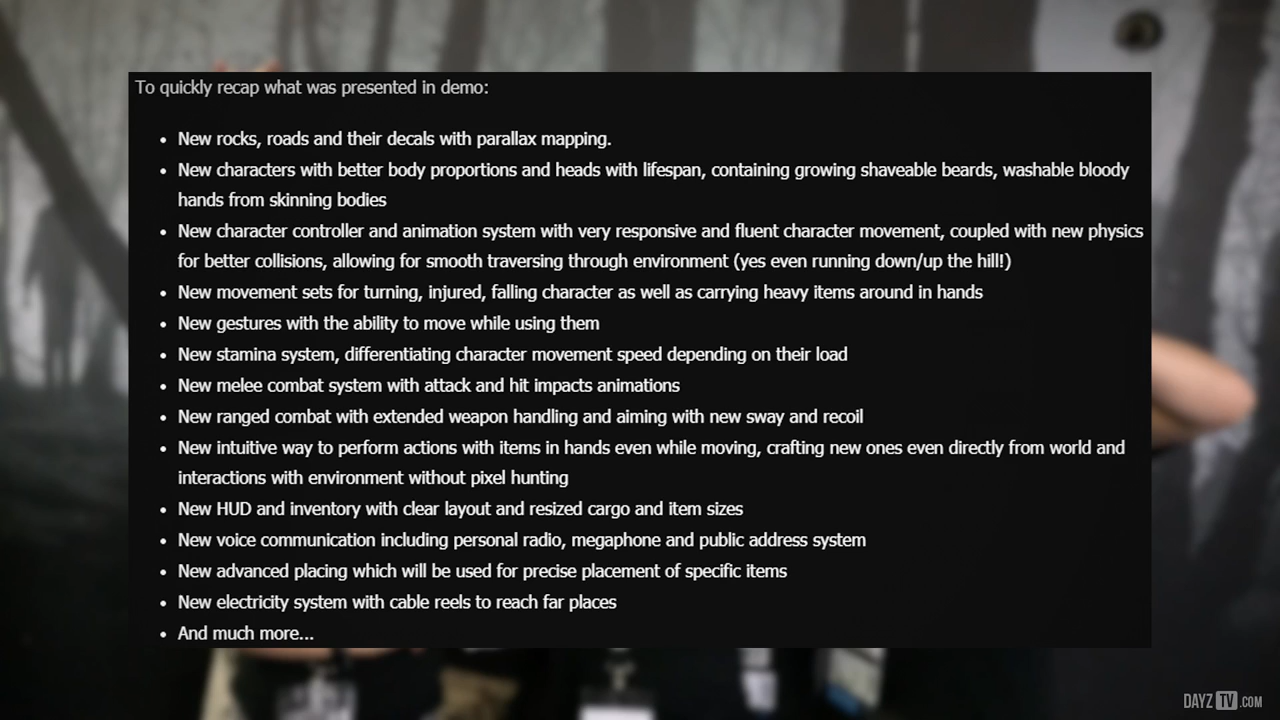 To quickly recap what was presented in demo:
• New rocks, roads and their decals with parallax mapping.
• New characters with better body proportions and heads with lifespan, containing growing shaveable beards, washable bloody
hands from skinning bodies
• New character controller and animation system with very responsive and fluent character movement, coupled with new physics
for better collisions, allowing for smooth traversing through environment (yes even running down/up the hill!)
• New movement sets for turning, injured, falling character as well as carrying heavy items around in hands
• New gestures with the ability to move while using them
• New stamina system, differentiating character movement speed depending on their load
• New melee combat system with attack and hit impacts animations
• New ranged combat with extended weapon handling and aiming with new sway and recoil
• New intuitive way to perform actions with items in hands even while moving, crafting new ones even directly from world and
interactions with environment without pixel hunting
• New HUD and inventory with clear layout and resized cargo and item sizes
• New voice communication including personal radio, megaphone and public address system
• New advanced placing which will be used for precise placement of specific items
• New electricity system with cable reels to reach far places
• And much more...
DAYZ TV .COM